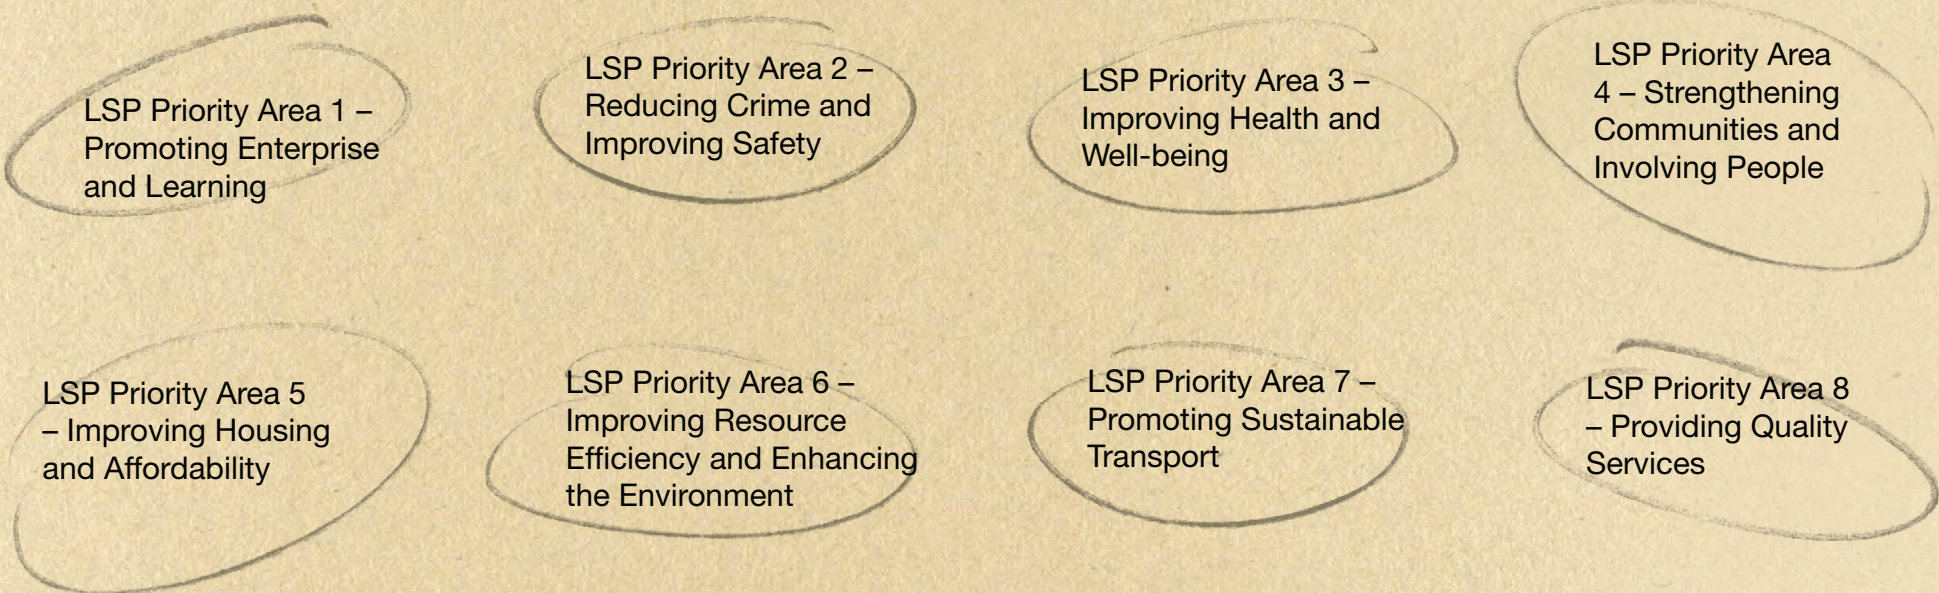 LSP Priority Area 1 –
Promoting Enterprise
and Learning
LSP Priority Area 2 –
Reducing Crime and
Improving Safety
LSP Priority Area 3 –
Improving Health and
Well-being
LSP Priority Area
4 – Strengthening
Communities and
Involving People
LSP Priority Area 5
– Improving Housing
and Affordability
LSP Priority Area 6 –
Improving Resource
Efficiency and Enhancing
the Environment
LSP Priority Area 7 –
Promoting Sustainable
Transport
LSP Priority Area 8
– Providing Quality
Services